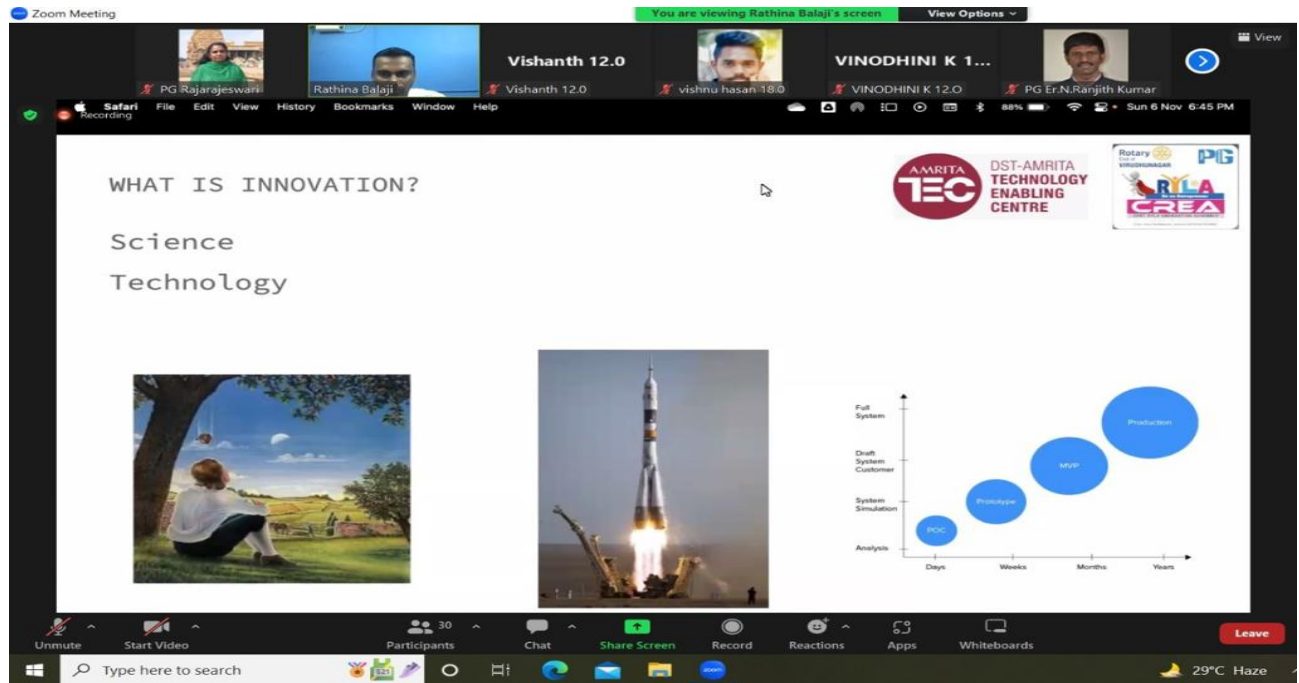 Zoom Meeting
You are viewing Rathina Balaji's screen
View Options
View
Vishanth 12.0
VINODHINI K 1...
PG Rajarajeswari
Rathina Balaji
Vishanth 12.0
vishnu hasan 18.0
VINODHINI K 12.O
PG Er.N.Ranjith Kumar
Safari File Edit View History Bookmarks Window Help
88%
Sun 6 Nov 6:45 PM
Recording
WHAT IS INNOVATION?
Science
Technology
AMRITA
TEC
DST-AMRITA
TECHNOLOGY
ENABLING
CENTRE
Rotary
VIRUDHUNAGAR
PG
RYLA
CREA
Full
System
Draft
System
Customer
System
Simulation
Analysis
Production
MVP
Prototype
POC
Days
Weeks
Months
Years
Unmute
Start Video
Participants
30
Chat
Share Screen
Record
Reactions
Apps
Whiteboards
Leave
Type here to search
zoom
29°C Haze